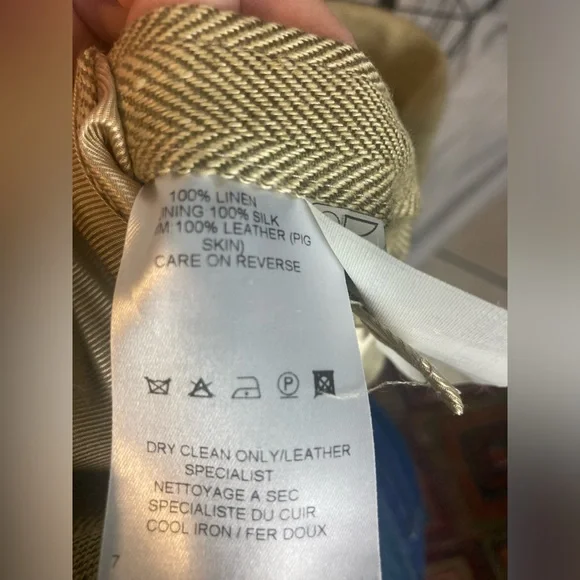 100% LINEN
100% SILK
100% LEATHER (PIG
SKIN)
CARE ON REVERSE
P
DRY CLEAN ONLY/LEATHER
SPECIALIST
NETTOYAGE A SEC
SPECIALISTE DU CUIR
COOL IRON / FER DOUX
7